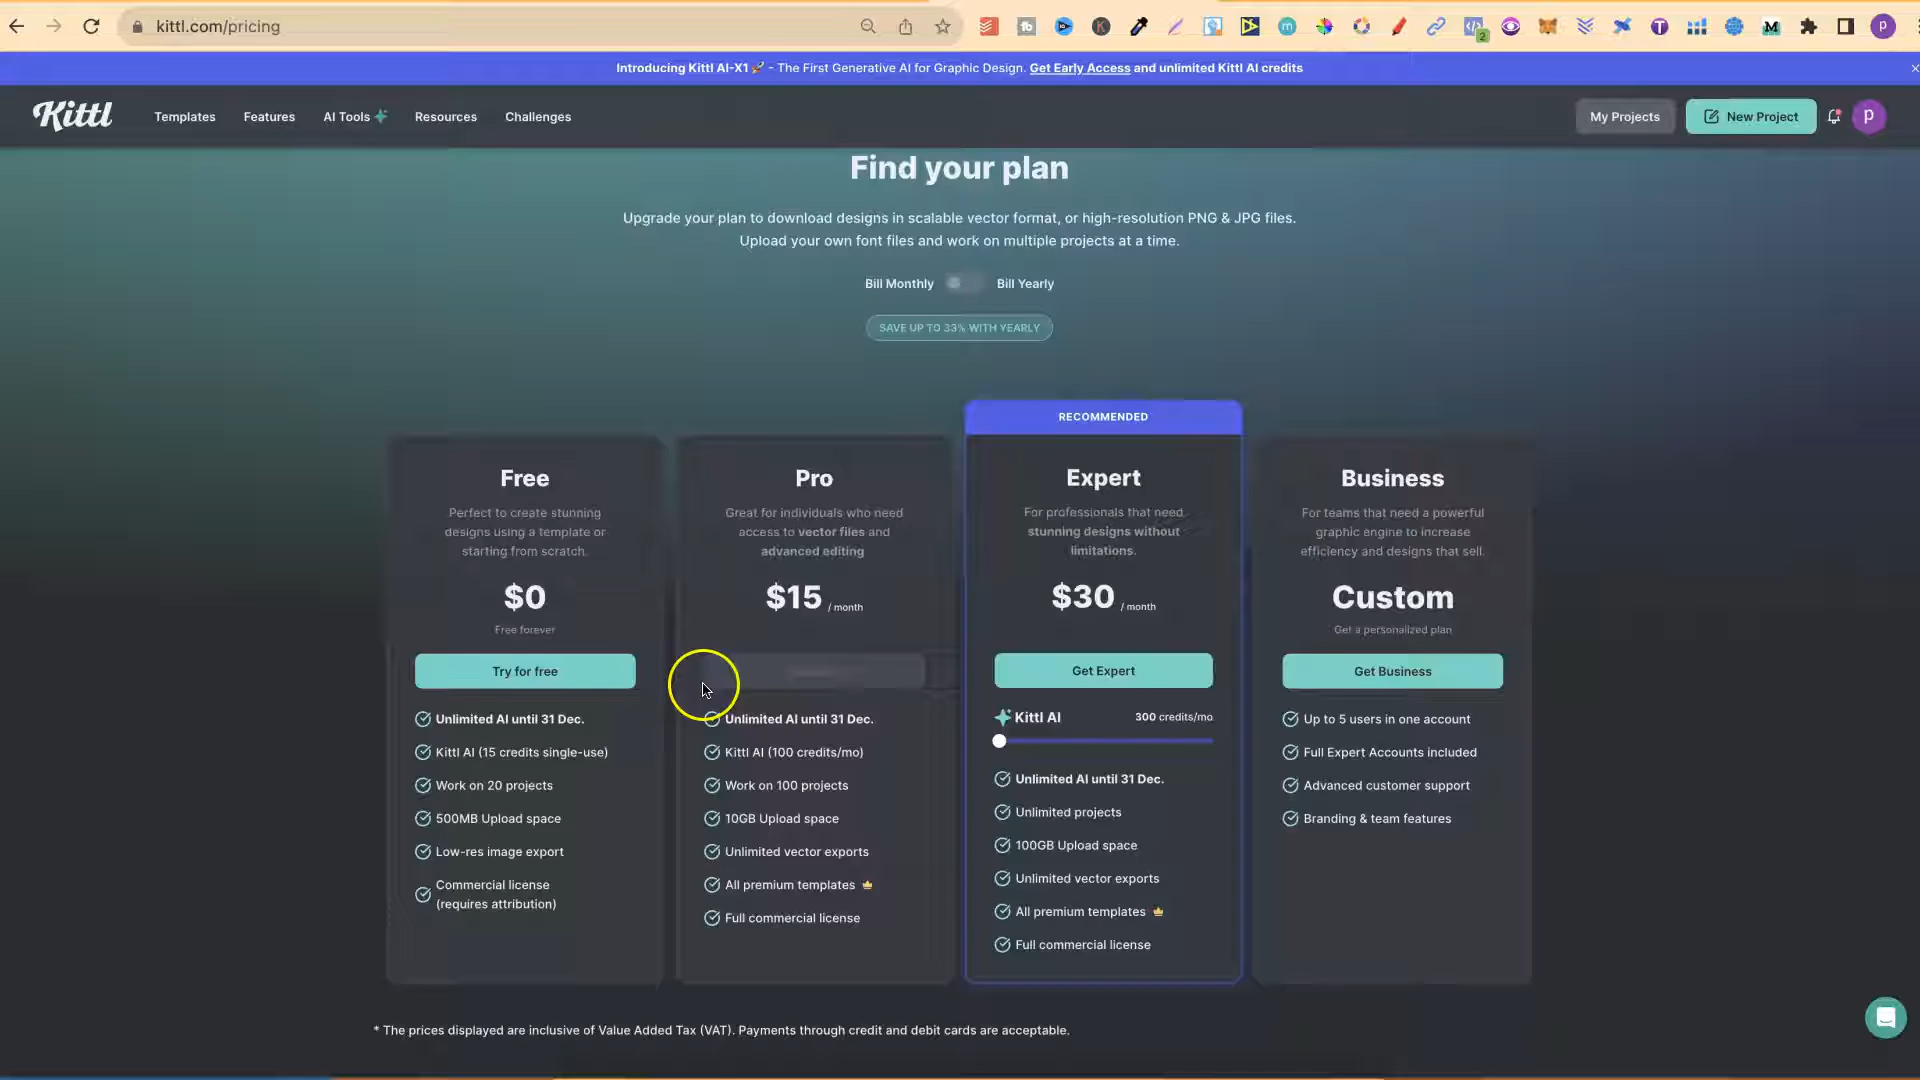 kittl.com/pricing
2
p
Introducing Kittl AI-X1 🚀 - The First Generative AI for Graphic Design. Get Early Access and unlimited Kittl AI credits
Kittl
Templates
Features
AI Tools
Resources
Challenges
My Projects
New Project
p
Find your plan
Upgrade your plan to download designs in scalable vector format, or high-resolution PNG & JPG files.
Upload your own font files and work on multiple projects at a time.
Bill Monthly
Bill Yearly
SAVE UP TO 33% WITH YEARLY
Free
Perfect to create stunning
designs using a template or
starting from scratch.
$0
Free forever
Try for free
Unlimited AI until 31 Dec.
Kittl AI (15 credits single-use)
Work on 20 projects
500MB Upload space
Low-res image export
Commercial license
(requires attribution)
Pro
Great for individuals who need
access to vector files and
advanced editing
$15 / month
Unlimited AI until 31 Dec.
Kittl AI (100 credits/mo)
Work on 100 projects
10GB Upload space
Unlimited vector exports
All premium templates
Full commercial license
RECOMMENDED
Expert
For professionals that need
stunning designs without
limitations.
$30 / month
Get Expert
Kittl AI 300 credits/mo
Unlimited AI until 31 Dec.
Unlimited projects
100GB Upload space
Unlimited vector exports
All premium templates
Full commercial license
Business
For teams that need a powerful
graphic engine to increase
efficiency and designs that sell.
Custom
Get a personalized plan
Get Business
Up to 5 users in one account
Full Expert Accounts included
Advanced customer support
Branding & team features
* The prices displayed are inclusive of Value Added Tax (VAT). Payments through credit and debit cards are acceptable.